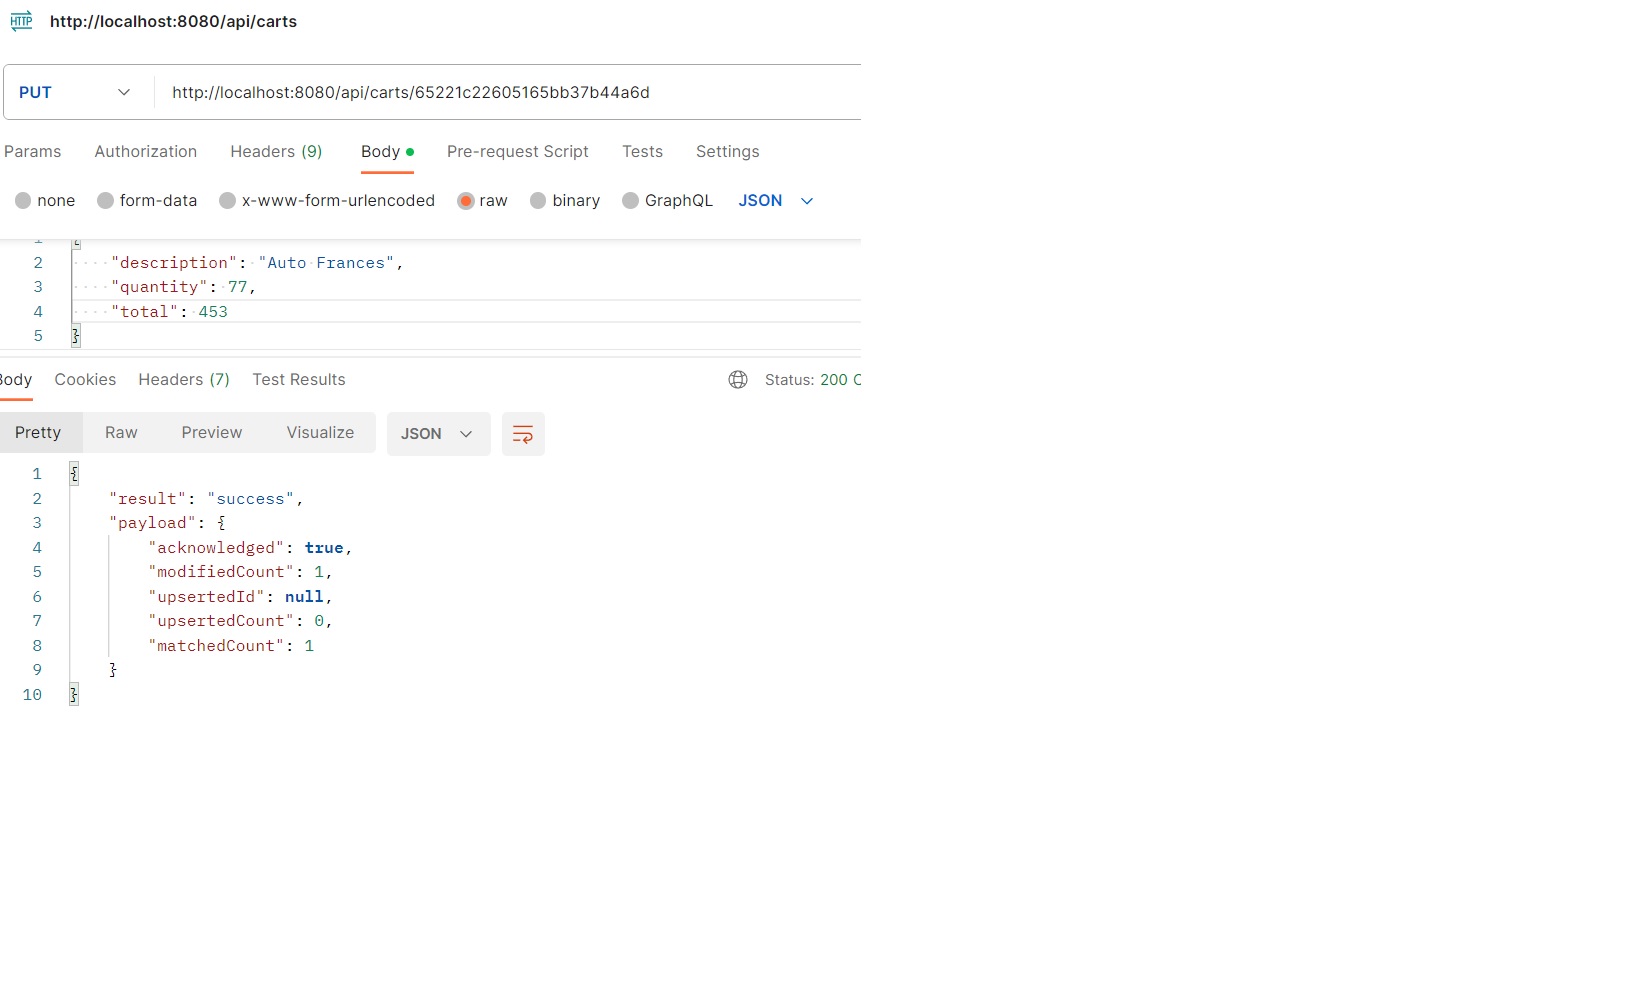 HTTP http://localhost:8080/api/carts
PUT http://localhost:8080/api/carts/65221c22605165bb37b44a6d
Params Authorization Headers (9) Body Pre-request Script Tests Settings
none form-data x-www-form-urlencoded raw binary GraphQL JSON
1 {
2 "description": "Auto Frances",
3 "quantity": 77,
4 "total": 453
5 }
Body Cookies Headers (7) Test Results Status: 200
Pretty Raw Preview Visualize JSON
1 {
2 "result": "success",
3 "payload": {
4 "acknowledged": true,
5 "modifiedCount": 1,
6 "upsertedId": null,
7 "upsertedCount": 0,
8 "matchedCount": 1
9 }
10 }